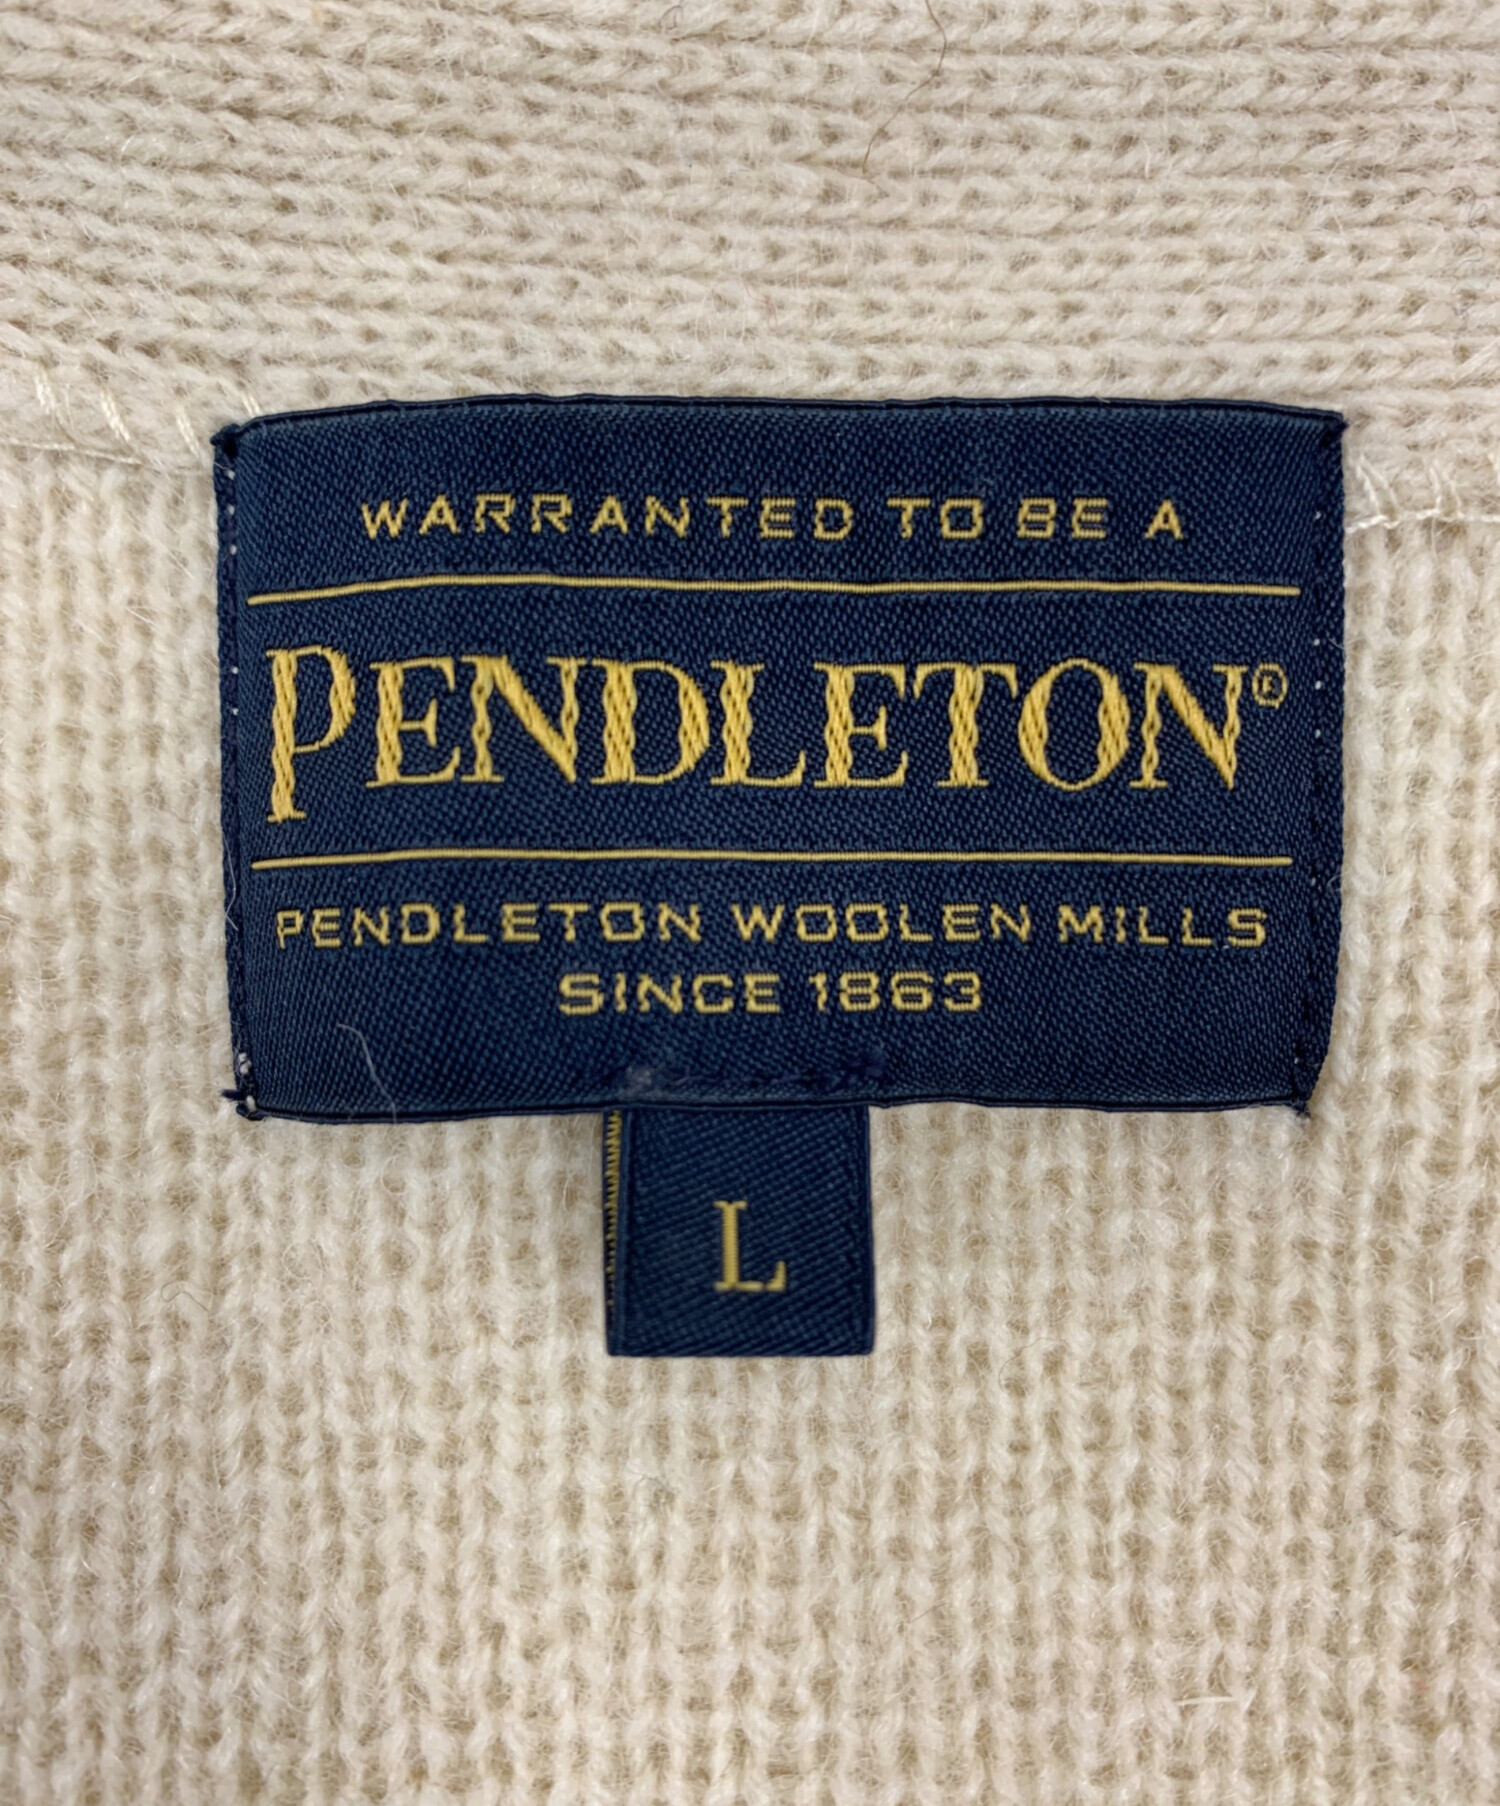 WARRANTED TO BE A
PENDLETON®
PENDLETON WOOLEN MILLS
SINCE 1863
L